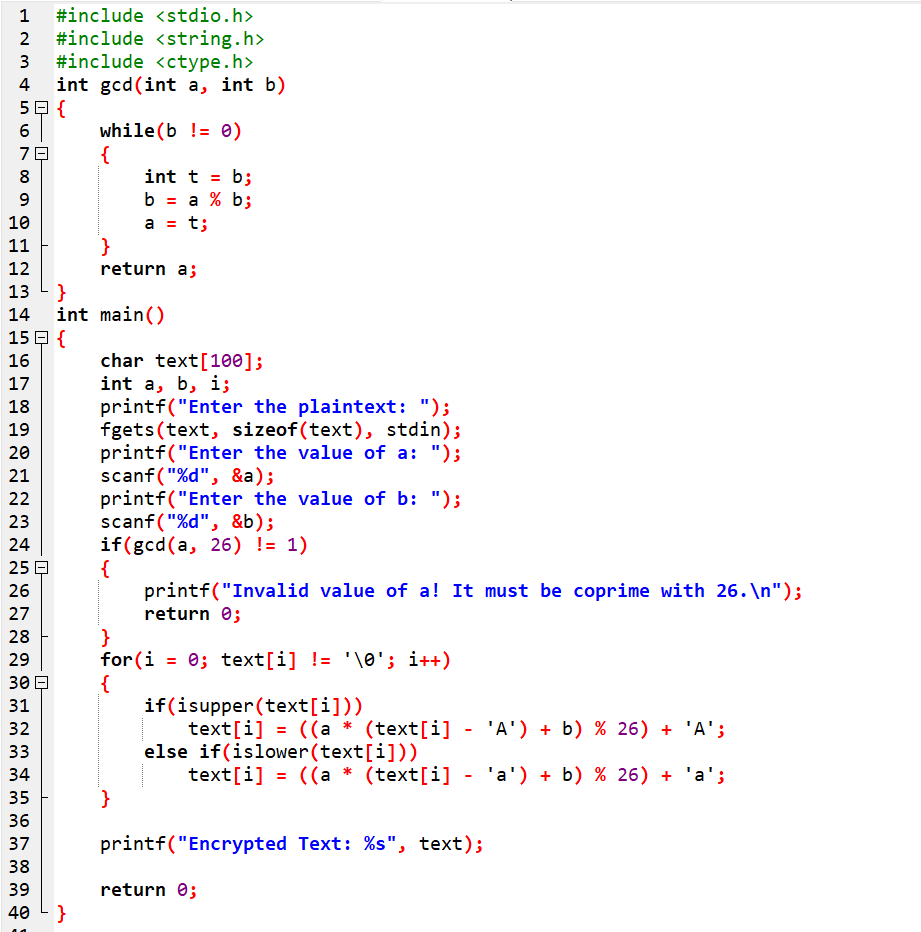 1 #include <stdio.h>
2 #include <string.h>
3 #include <ctype.h>
4 int gcd(int a, int b)
5 {
6     while(b != 0)
7     {
8         int t = b;
9         b = a % b;
10         a = t;
11     }
12     return a;
13 }
14 int main()
15 {
16     char text[100];
17     int a, b, i;
18     printf("Enter the plaintext: ");
19     fgets(text, sizeof(text), stdin);
20     printf("Enter the value of a: ");
21     scanf("%d", &a);
22     printf("Enter the value of b: ");
23     scanf("%d", &b);
24     if(gcd(a, 26) != 1)
25     {
26         printf("Invalid value of a! It must be coprime with 26.\n");
27         return 0;
28     }
29     for(i = 0; text[i] != '\0'; i++)
30     {
31         if(isupper(text[i]))
32             text[i] = ((a * (text[i] - 'A') + b) % 26) + 'A';
33         else if(islower(text[i]))
34             text[i] = ((a * (text[i] - 'a') + b) % 26) + 'a';
35     }
36
37     printf("Encrypted Text: %s", text);
38
39     return 0;
40 }